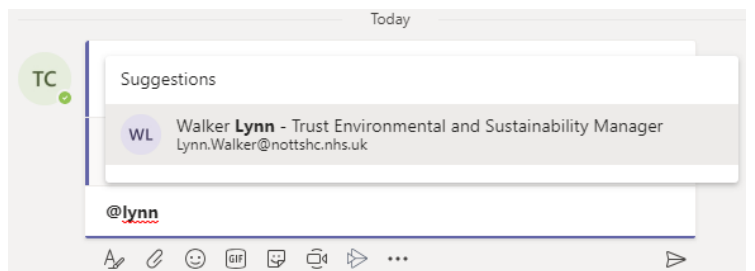 Today
TC
Suggestions
WL
Walker Lynn - Trust Environmental and Sustainability Manager
Lynn.Walker@nottshc.nhs.uk
@lynn
GIF